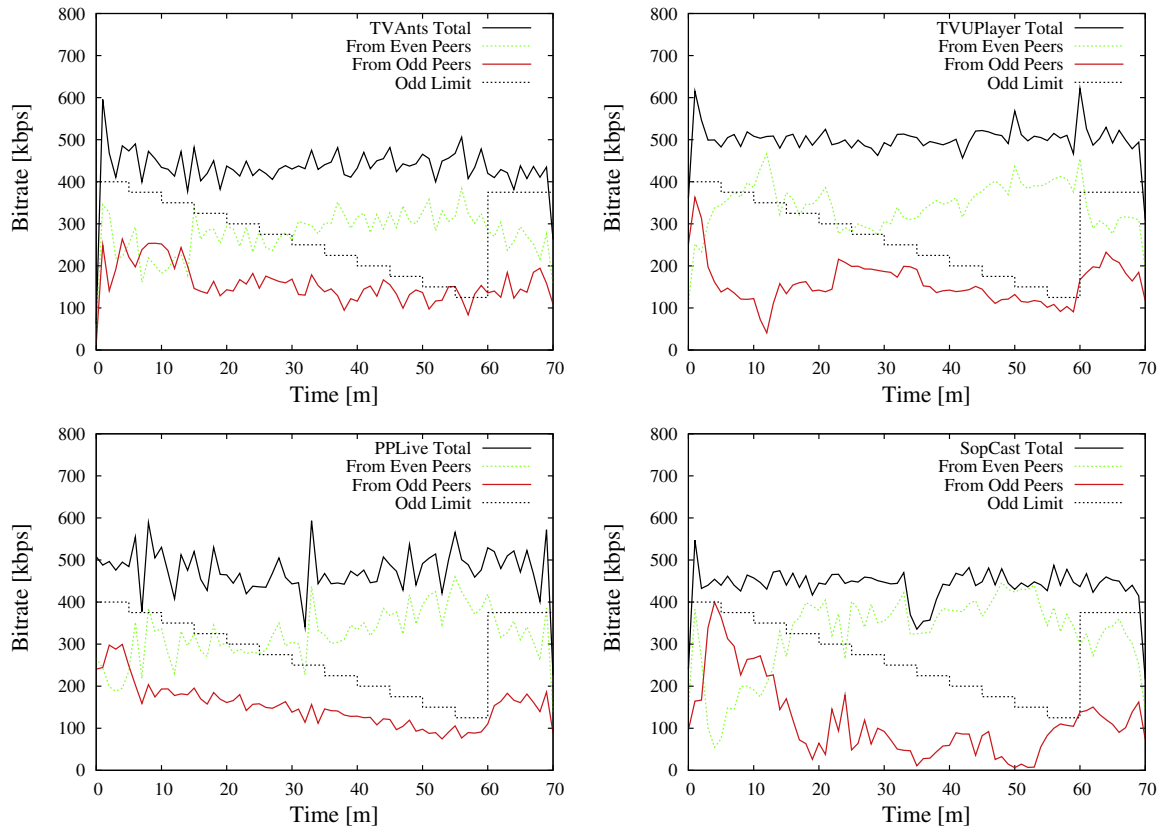 800
700
600
500
400
300
200
100
0
Bitrate [kbps]
TVAnts Total
From Even Peers
From Odd Peers
Odd Limit
0 10 20 30 40 50 60 70
Time [m]
800
700
600
500
400
300
200
100
0
Bitrate [kbps]
TVUPlayer Total
From Even Peers
From Odd Peers
Odd Limit
0 10 20 30 40 50 60 70
Time [m]
800
700
600
500
400
300
200
100
0
Bitrate [kbps]
PPLive Total
From Even Peers
From Odd Peers
Odd Limit
0 10 20 30 40 50 60 70
Time [m]
800
700
600
500
400
300
200
100
0
Bitrate [kbps]
SopCast Total
From Even Peers
From Odd Peers
Odd Limit
0 10 20 30 40 50 60 70
Time [m]